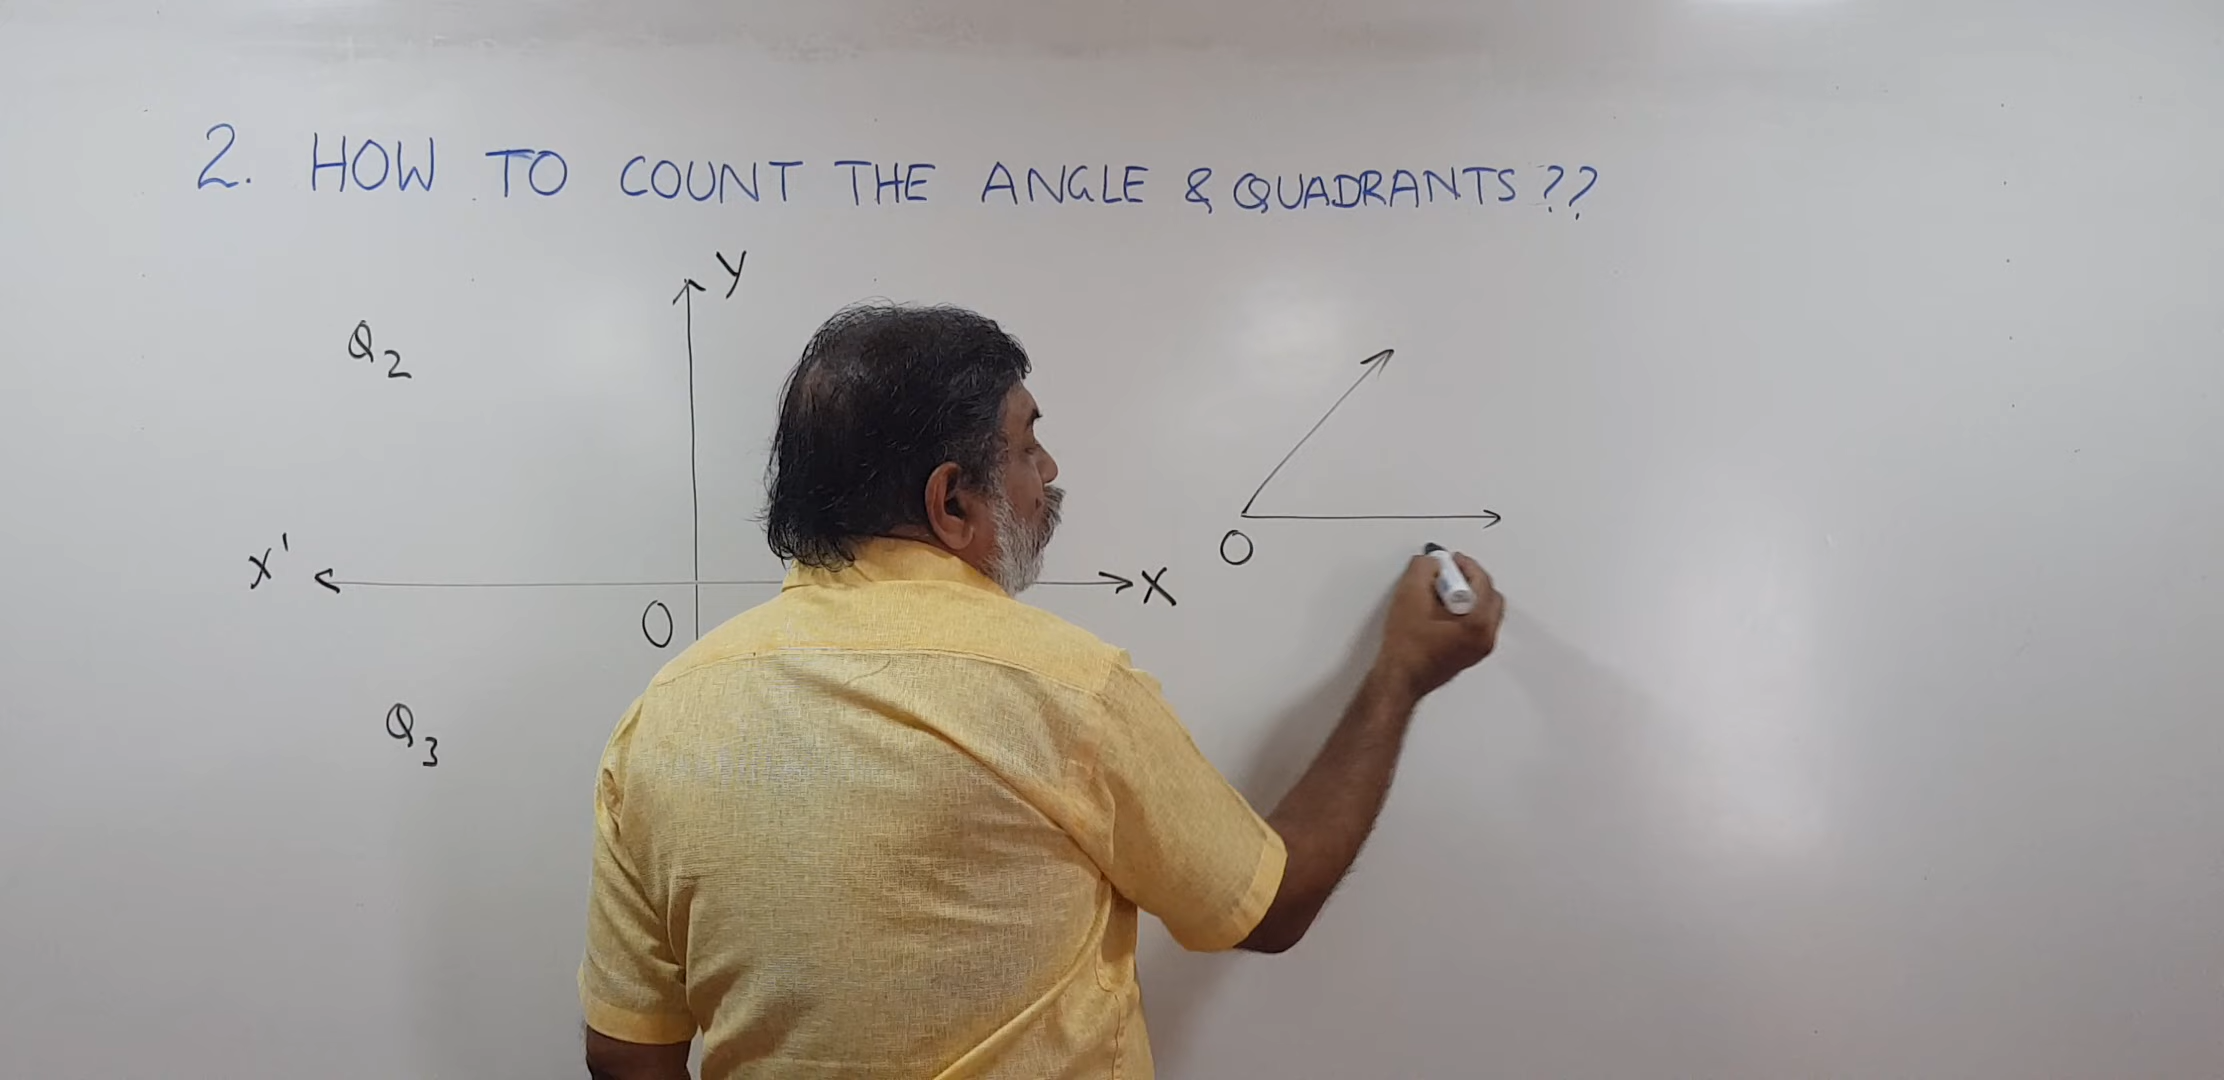 2. HOW TO COUNT THE ANGLE & QUADRANTS ??
Y
Q2
X'
X
O
O
Q3